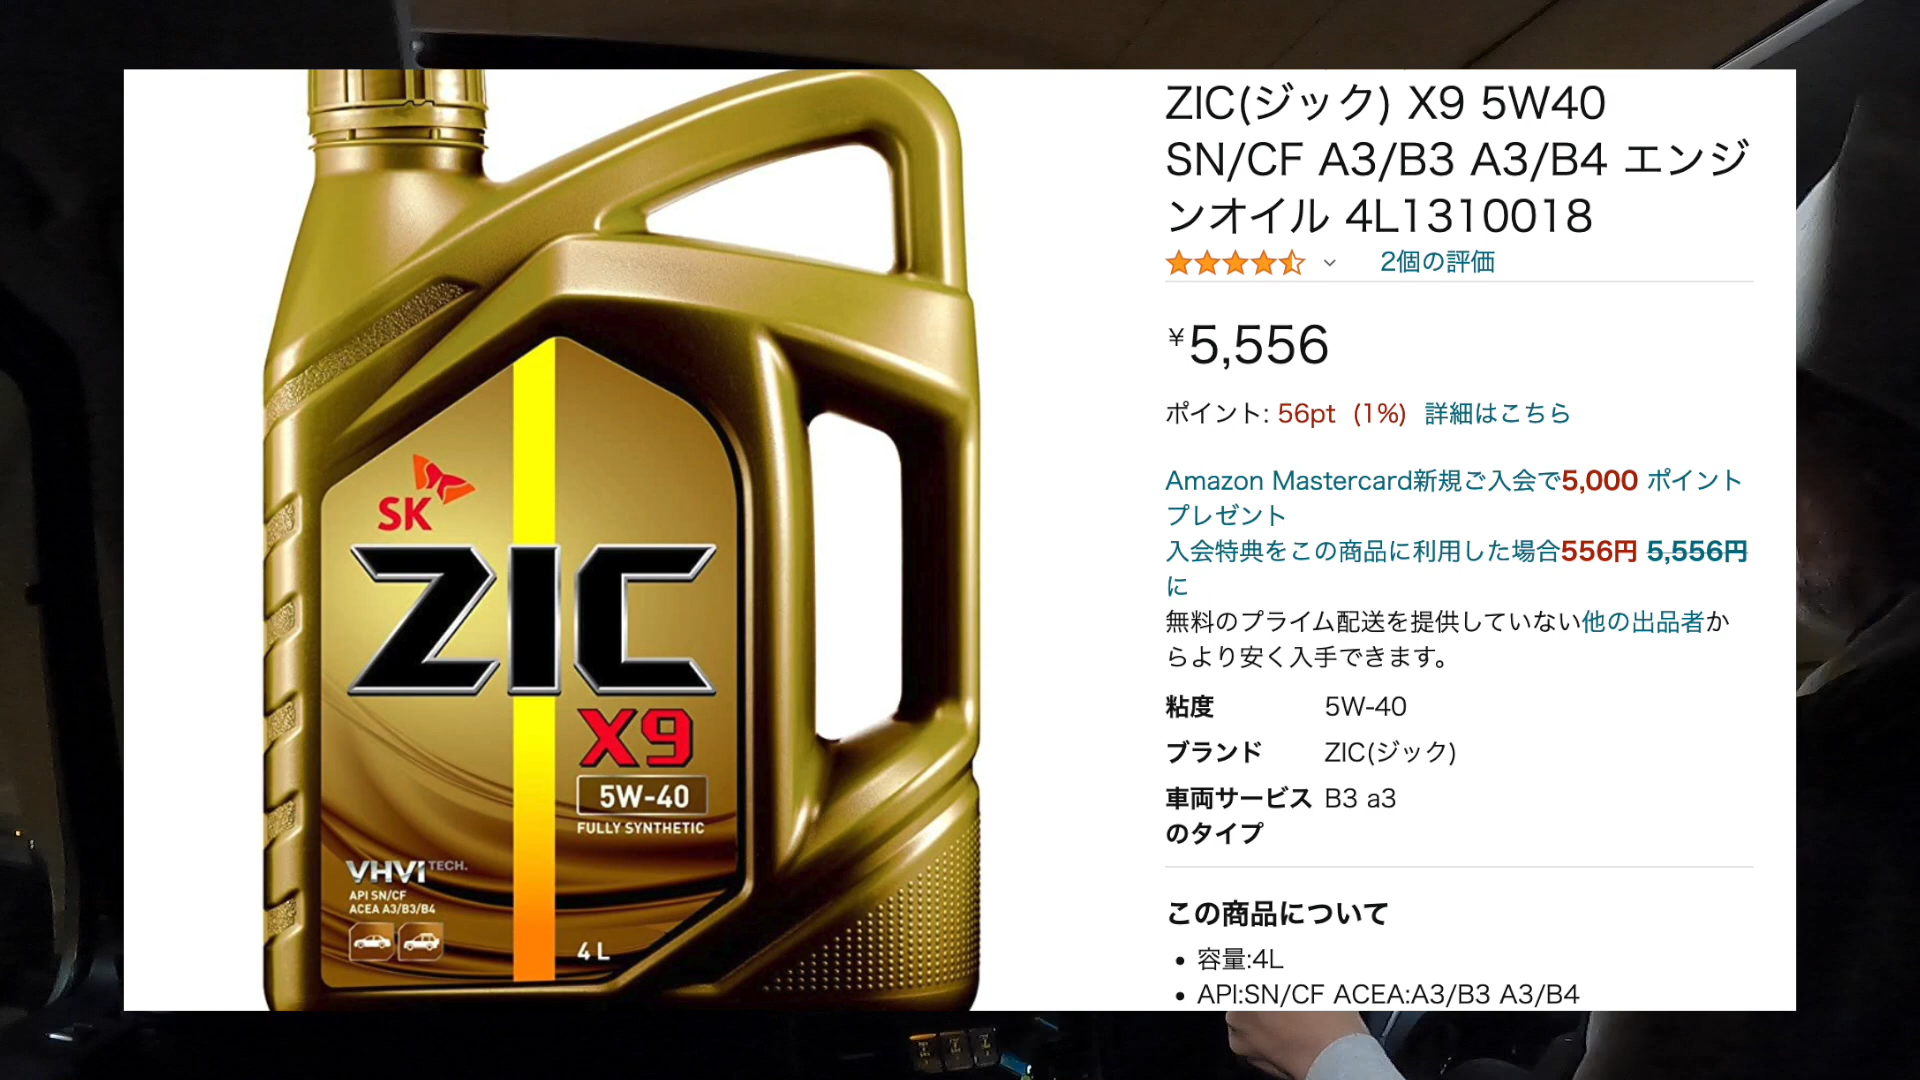 ZIC(ジック) X9 5W40
SN/CF A3/B3 A3/B4 エンジ
ンオイル 4L1310018
2個の評価
¥5,556
ポイント: 56pt (1%) 詳細はこちら
Amazon Mastercard新規ご入会で5,000 ポイント
プレゼント
入会特典をこの商品に利用した場合556円 5,556円
に
無料のプライム配送を提供していない他の出品者か
らより安く入手できます。
粘度 5W-40
ブランド ZIC(ジック)
車両サービス B3 a3
のタイプ
この商品について
• 容量:4L
• API:SN/CF ACEA:A3/B3 A3/B4
SK
ZIC
X9
5W-40
FULLY SYNTHETIC
VHVI TECH.
API SN/CF
ACEA A3/B3/B4
4 L